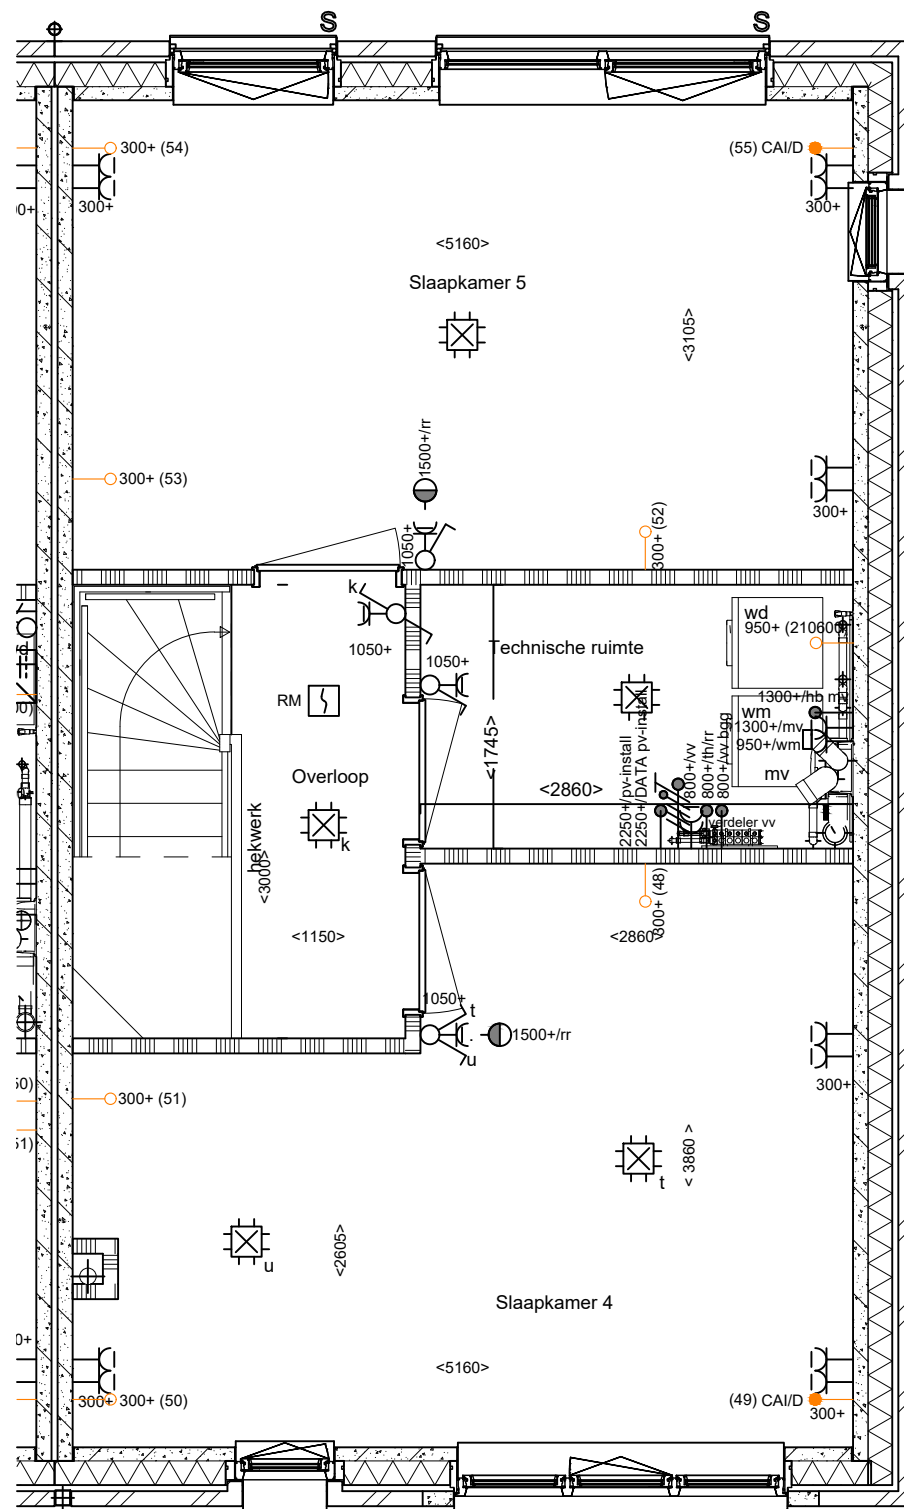 S S
300+ (54)
(55) CAI/D
300+
300+
<5160>
Slaapkamer 5
<3105>
1500+/rr
300+ (53)
300+
300+ (52)
1050+
k
1050+
1050+
Technische ruimte
wd
950+ (210600)
RM
1300+/hb
wm
1300+/mv
950+/wm
mv
<1745>
Overloop
k
<2860>
2250+/pv-install
2250+/DATA pv-install
800+/vv
800+/th/rr
800+/vv bgg
verdeler vv
hekwerk
<3000>
300+ (48)
<1150>
<2860>
1050+
t
1500+/rr
u
300+
50)
300+ (51)
51)
<3860 >
t
<2605>
u
Slaapkamer 4
0+
<5160>
300+
300+ (50)
(49) CAI/D
300+